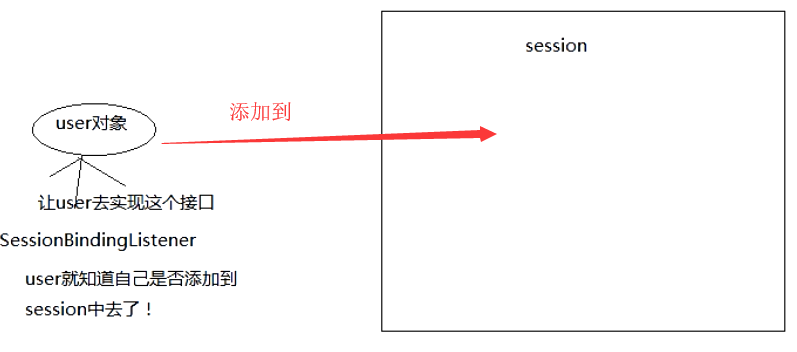 session
添加到
user对象
让user去实现这个接口
SessionBindingListener
user就知道自己是否添加到
session中去了！